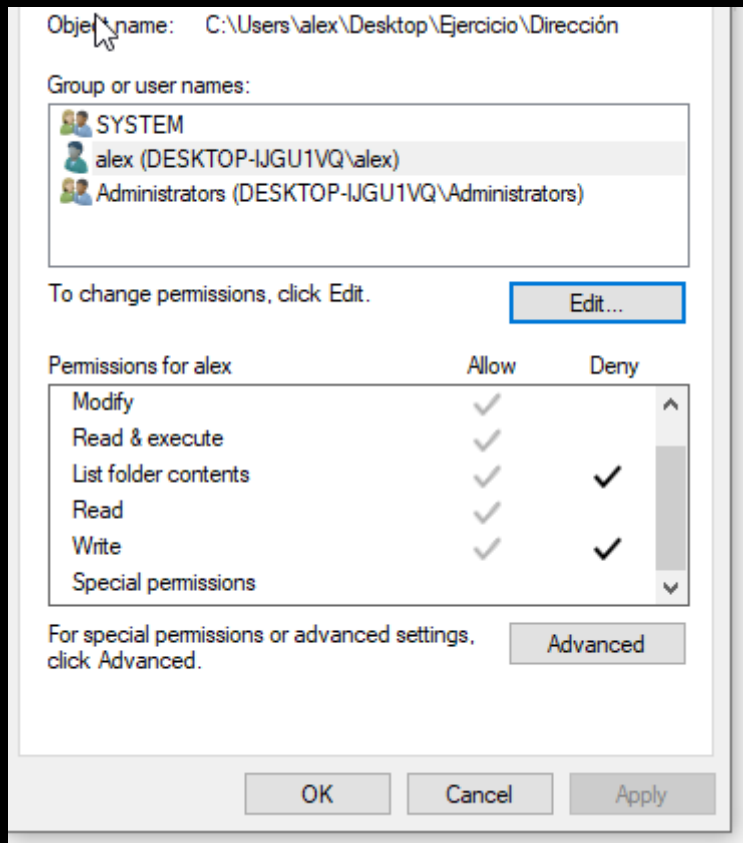 Object name: C:\Users\alex\Desktop\Ejercicio\Dirección
Group or user names:
SYSTEM
alex (DESKTOP-IJGU1VQ\alex)
Administrators (DESKTOP-IJGU1VQ\Administrators)
To change permissions, click Edit.
Edit...
Permissions for alex Allow Deny
Modify
Read & execute
List folder contents
Read
Write
Special permissions
For special permissions or advanced settings,
click Advanced.
Advanced
OK Cancel Apply